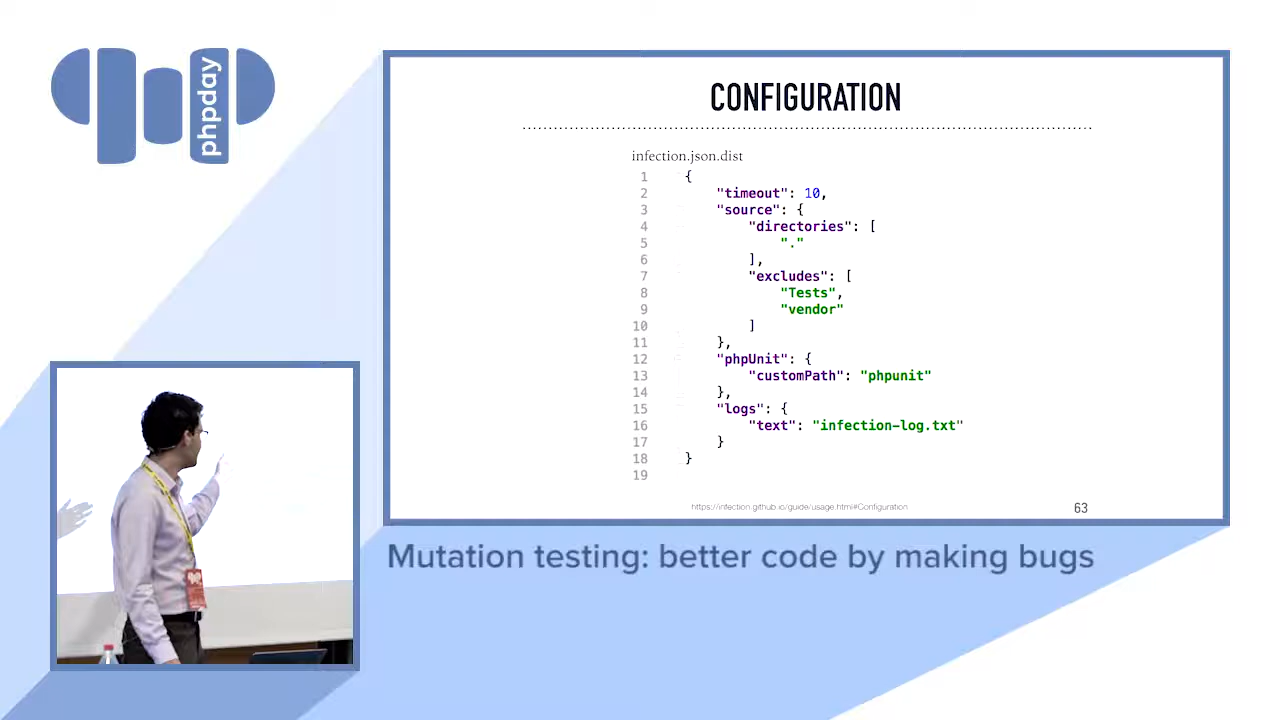 phpday
CONFIGURATION
infection.json.dist
1 {
2 "timeout": 10,
3 "source": {
4 "directories": [
5 "."
6 ],
7 "excludes": [
8 "Tests",
9 "vendor"
10 ]
11 },
12 "phpUnit": {
13 "customPath": "phpunit"
14 },
15 "logs": {
16 "text": "infection-log.txt"
17 }
18 }
19
https://infection.github.io/guide/usage.html#Configuration
63
Mutation testing: better code by making bugs